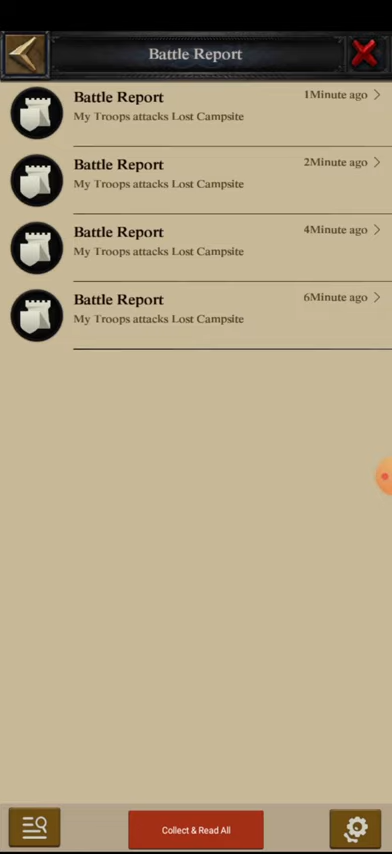 Battle Report
Battle Report
1Minute ago
My Troops attacks Lost Campsite
Battle Report
2Minute ago
My Troops attacks Lost Campsite
Battle Report
4Minute ago
My Troops attacks Lost Campsite
Battle Report
6Minute ago
My Troops attacks Lost Campsite
Collect & Read All